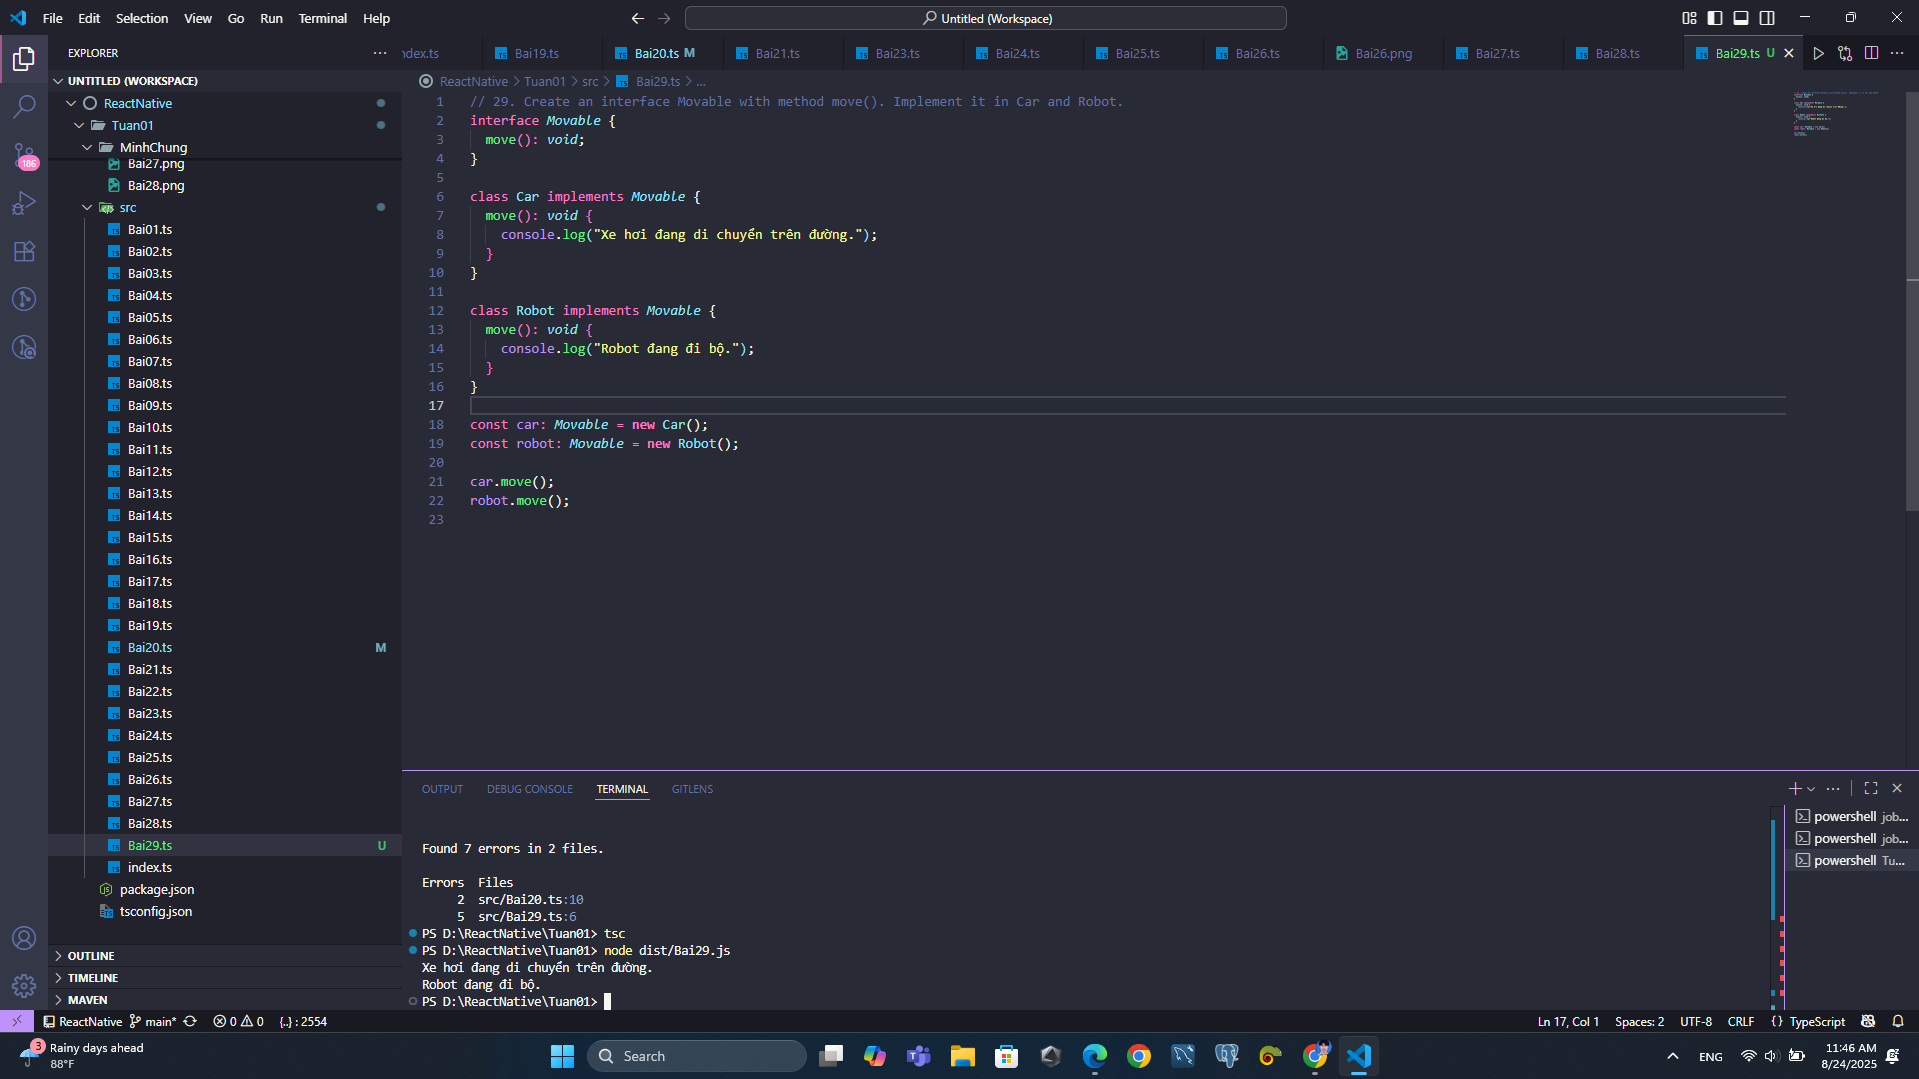 File Edit Selection View Go Run Terminal Help
Untitled (Workspace)
EXPLORER
ndex.ts Bai19.ts Bai20.ts M Bai21.ts Bai23.ts Bai24.ts Bai25.ts Bai26.ts Bai26.png Bai27.ts Bai28.ts Bai29.ts U
UNTITLED (WORKSPACE)
ReactNative
Tuan01
MinhChung
Bai27.png
Bai28.png
src
Bai01.ts
Bai02.ts
Bai03.ts
Bai04.ts
Bai05.ts
Bai06.ts
Bai07.ts
Bai08.ts
Bai09.ts
Bai10.ts
Bai11.ts
Bai12.ts
Bai13.ts
Bai14.ts
Bai15.ts
Bai16.ts
Bai17.ts
Bai18.ts
Bai19.ts
Bai20.ts M
Bai21.ts
Bai22.ts
Bai23.ts
Bai24.ts
Bai25.ts
Bai26.ts
Bai27.ts
Bai28.ts
Bai29.ts U
index.ts
package.json
tsconfig.json
OUTLINE
TIMELINE
MAVEN
186
ReactNative > Tuan01 > src > Bai29.ts > ...
1 // 29. Create an interface Movable with method move(). Implement it in Car and Robot.
2 interface Movable {
3 move(): void;
4 }
5
6 class Car implements Movable {
7 move(): void {
8 console.log("Xe hơi đang di chuyển trên đường.");
9 }
10 }
11
12 class Robot implements Movable {
13 move(): void {
14 console.log("Robot đang đi bộ.");
15 }
16 }
17
18 const car: Movable = new Car();
19 const robot: Movable = new Robot();
20
21 car.move();
22 robot.move();
23
OUTPUT DEBUG CONSOLE TERMINAL GITLENS
Found 7 errors in 2 files.
Errors Files
2 src/Bai20.ts:10
5 src/Bai29.ts:6
PS D:\ReactNative\Tuan01> tsc
PS D:\ReactNative\Tuan01> node dist/Bai29.js
Xe hơi đang di chuyển trên đường.
Robot đang đi bộ.
PS D:\ReactNative\Tuan01>
powershell job...
powershell job...
powershell Tu...
ReactNative main* 0 0 {..} : 2554
Ln 17, Col 1 Spaces: 2 UTF-8 CRLF {} TypeScript
3
Rainy days ahead
88°F
Search
ENG
11:46 AM
8/24/2025